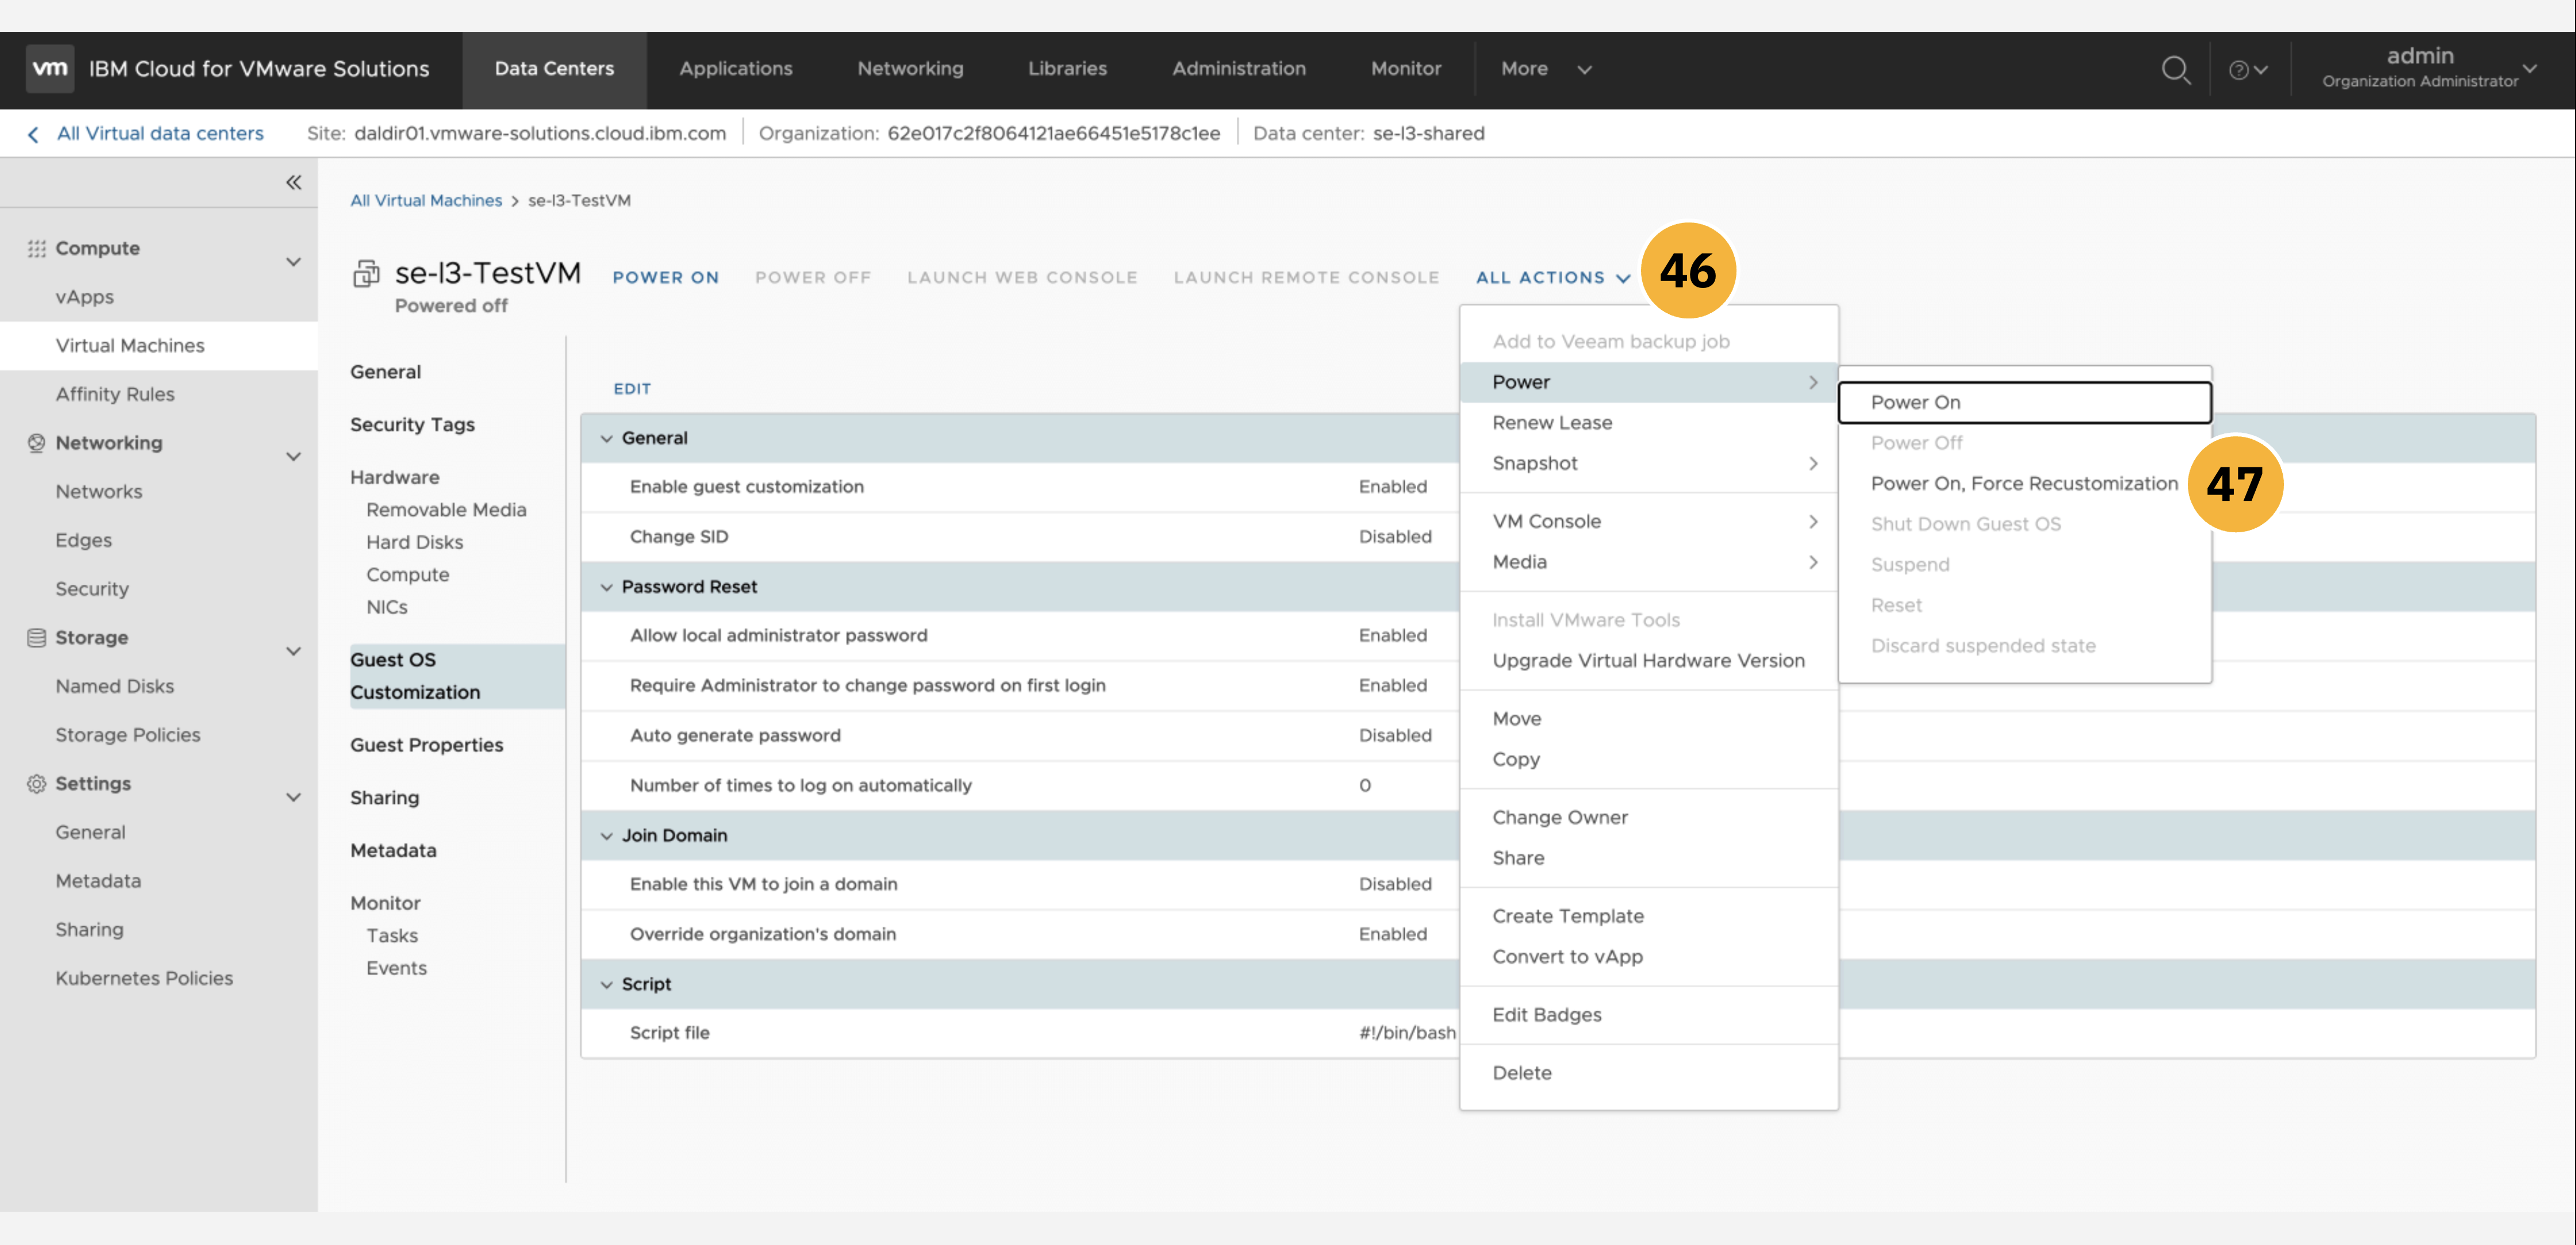 vm IBM Cloud for VMware Solutions Data Centers Applications Networking Libraries Administration Monitor More admin
Organization Administrator
All Virtual data centers Site: daldir01.vmware-solutions.cloud.ibm.com Organization: 62e017c2f8064121ae66451e5178c1ee Data center: se-l3-shared
Compute
vApps
Virtual Machines
Affinity Rules
Networking
Networks
Edges
Security
Storage
Named Disks
Storage Policies
Settings
General
Metadata
Sharing
Kubernetes Policies
All Virtual Machines > se-l3-TestVM
se-l3-TestVM POWER ON POWER OFF LAUNCH WEB CONSOLE LAUNCH REMOTE CONSOLE ALL ACTIONS 46
Powered off
General
Security Tags
Hardware
Removable Media
Hard Disks
Compute
NICs
Guest OS
Customization
Guest Properties
Sharing
Metadata
Monitor
Tasks
Events
EDIT
General
Enable guest customization Enabled
Change SID Disabled
Password Reset
Allow local administrator password Enabled
Require Administrator to change password on first login Enabled
Auto generate password Disabled
Number of times to log on automatically 0
Join Domain
Enable this VM to join a domain Disabled
Override organization's domain Enabled
Script
Script file #!/bin/bash
Add to Veeam backup job
Power
Renew Lease
Snapshot
VM Console
Media
Install VMware Tools
Upgrade Virtual Hardware Version
Move
Copy
Change Owner
Share
Create Template
Convert to vApp
Edit Badges
Delete
Power On
Power Off
Power On, Force Recustomization 47
Shut Down Guest OS
Suspend
Reset
Discard suspended state